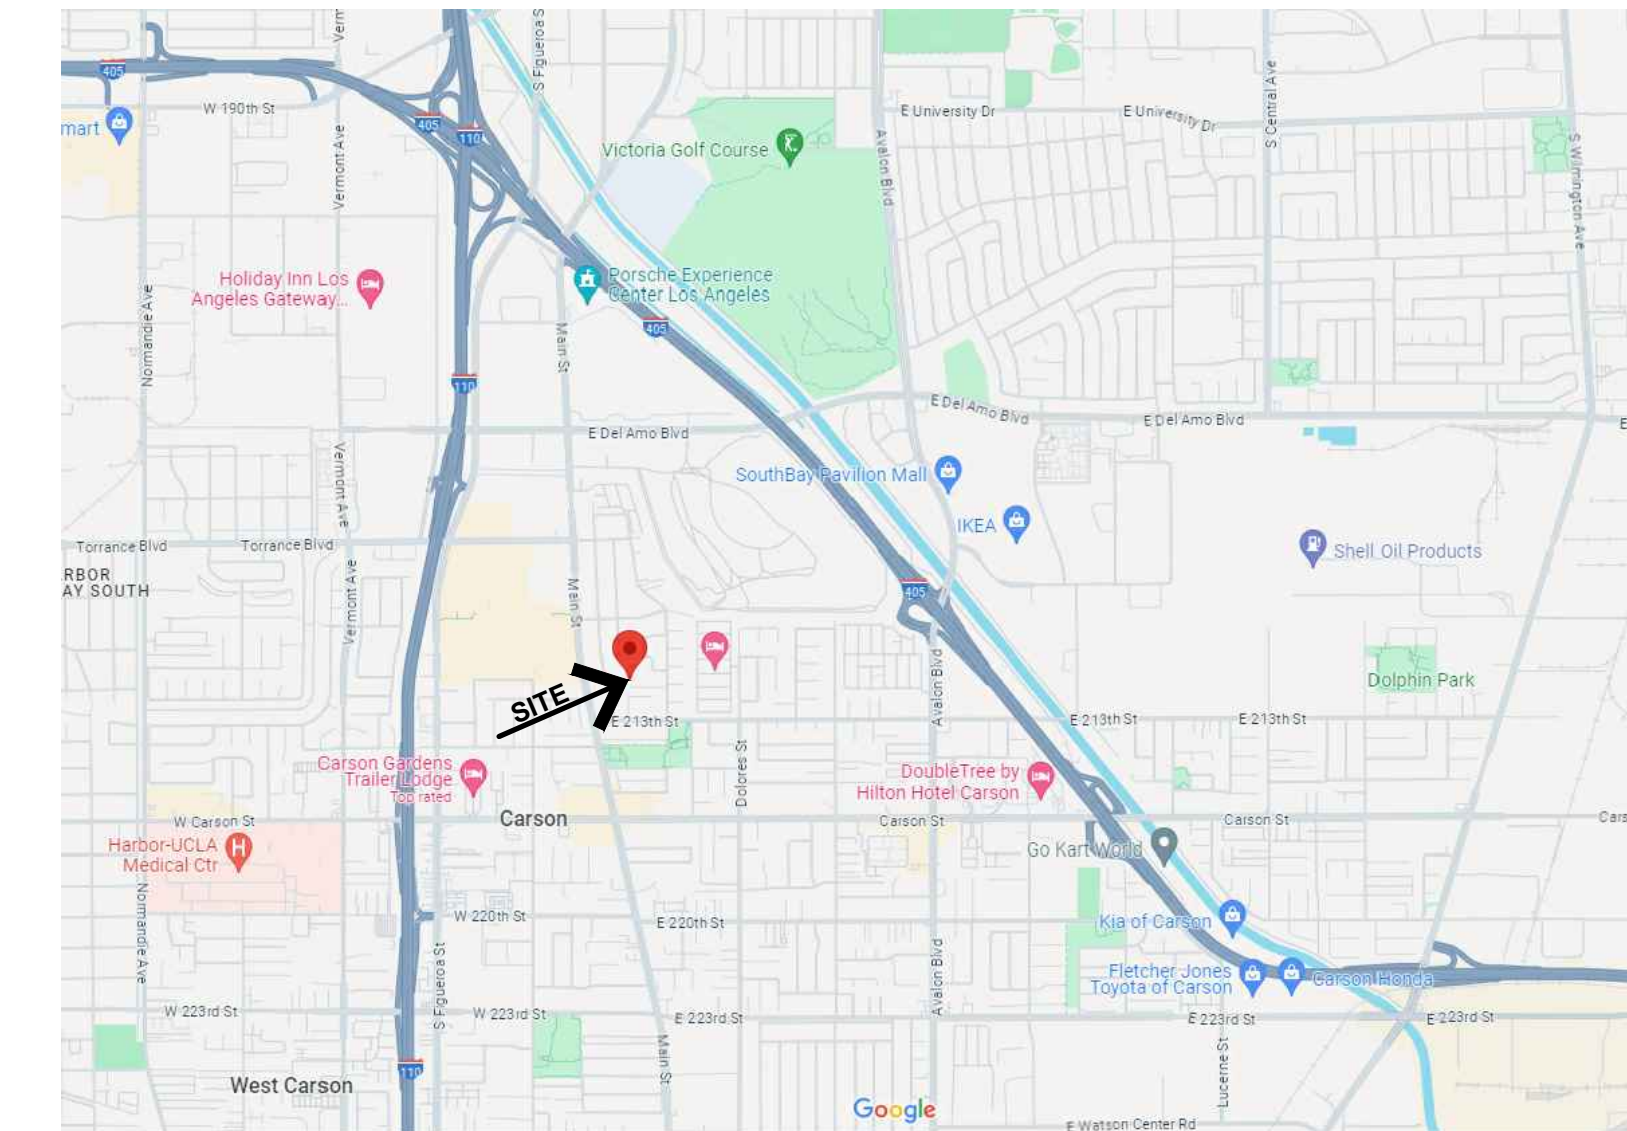 Verm
S Figueroa S
405
W 190th St
mart
405
110
Vermont Ave
Victoria Golf Course
E University Dr
E University Dr
S Central Ave
Avalon Blvd
S Wilmington Ave
Holiday Inn Los
Angeles Gateway...
Porsche Experience
Center Los Angeles
Normandie Ave
405
Main St
110
E Del Amo Blvd
E Del Amo Blvd
E Del Amo Blvd
E
SouthBay Pavilion Mall
Vermont Ave
IKEA
Torrance Blvd
Torrance Blvd
Shell Oil Products
RBOR
AY SOUTH
Vermont Ave
Main St
405
SITE
Avalon Blvd
Dolphin Park
E 213th St
E 213th St
E 213th St
Carson Gardens
Trailer Lodge
Top rated
Dolores St
DoubleTree by
Hilton Hotel Carson
W Carson St
Carson
Carson St
Carson St
Cars
Harbor-UCLA
Medical Ctr
H
Go Kart World
Normandie Ave
W 220th St
E 220th St
Kia of Carson
S Figueroa St
Avalon Blvd
Fletcher Jones
Toyota of Carson
Carson Honda
W 223rd St
W 223rd St
E 223rd St
E 223rd St
E 223rd St
Main St
Lucerne St
110
West Carson
Google
E Watson Center Rd